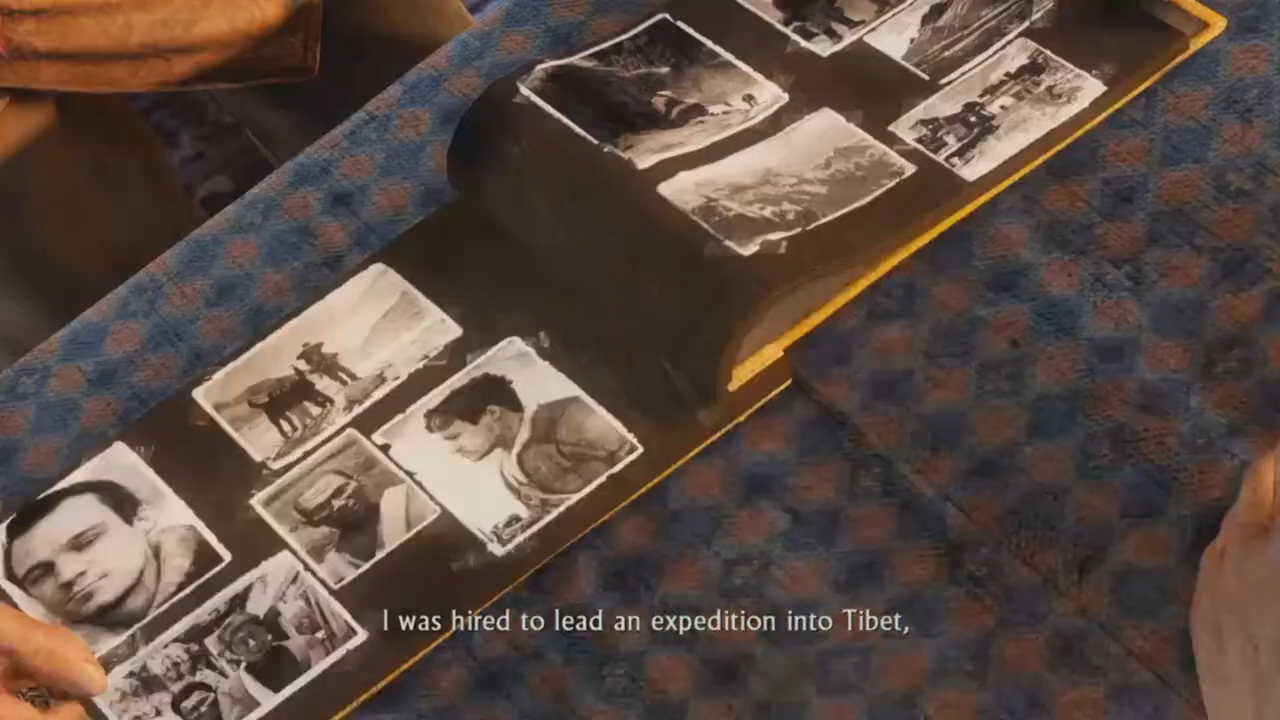 I was hired to lead an expedition into Tibet,